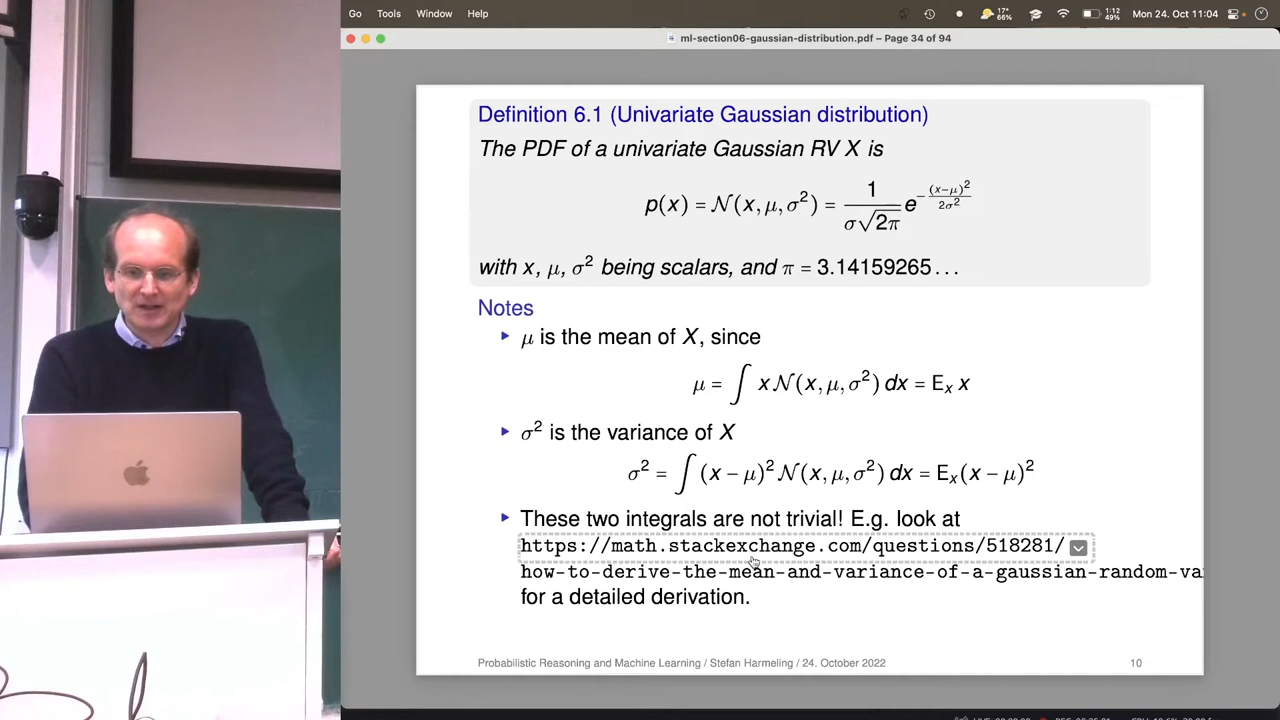 Go Tools Window Help 17° 66% 1:12 49% Mon 24. Oct 11:04
ml-section06-gaussian-distribution.pdf – Page 34 of 94
Definition 6.1 (Univariate Gaussian distribution)
The PDF of a univariate Gaussian RV X is
p(x) = N(x, μ, σ²) = 1/(σ√2π) e^{-(x−μ)²/2σ²}
with x, μ, σ² being scalars, and π = 3.14159265…
Notes
▸ μ is the mean of X, since
μ = ∫ x N(x, μ, σ²) dx = Eₓ x
▸ σ² is the variance of X
σ² = ∫ (x − μ)² N(x, μ, σ²) dx = Eₓ(x − μ)²
▸ These two integrals are not trivial! E.g. look at
https://math.stackexchange.com/questions/518281/
how-to-derive-the-mean-and-variance-of-a-gaussian-random-va
for a detailed derivation.
Probabilistic Reasoning and Machine Learning / Stefan Harmeling / 24. October 2022 10